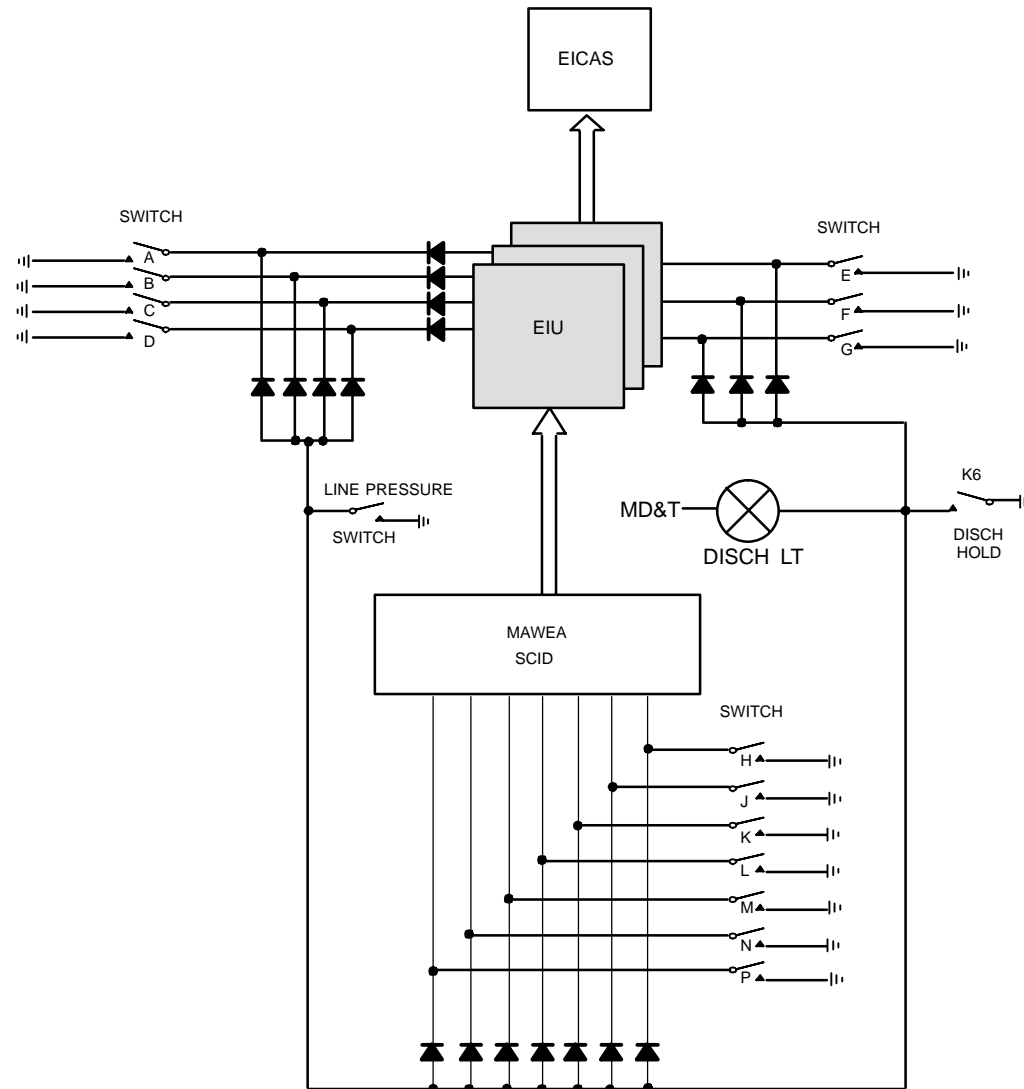 EICAS
SWITCH
A
B
C
D
SWITCH
E
F
G
EIU
LINE PRESSURE
SWITCH
MD&T
DISCH LT
K6
DISCH
HOLD
MAWEA
SCID
SWITCH
H
J
K
L
M
N
P